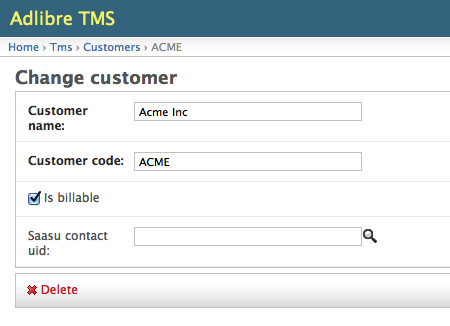 Adlibre TMS
Home › Tms › Customers › ACME
Change customer
Customer name: Acme Inc
Customer code: ACME
Is billable
Saasu contact uid:
Delete